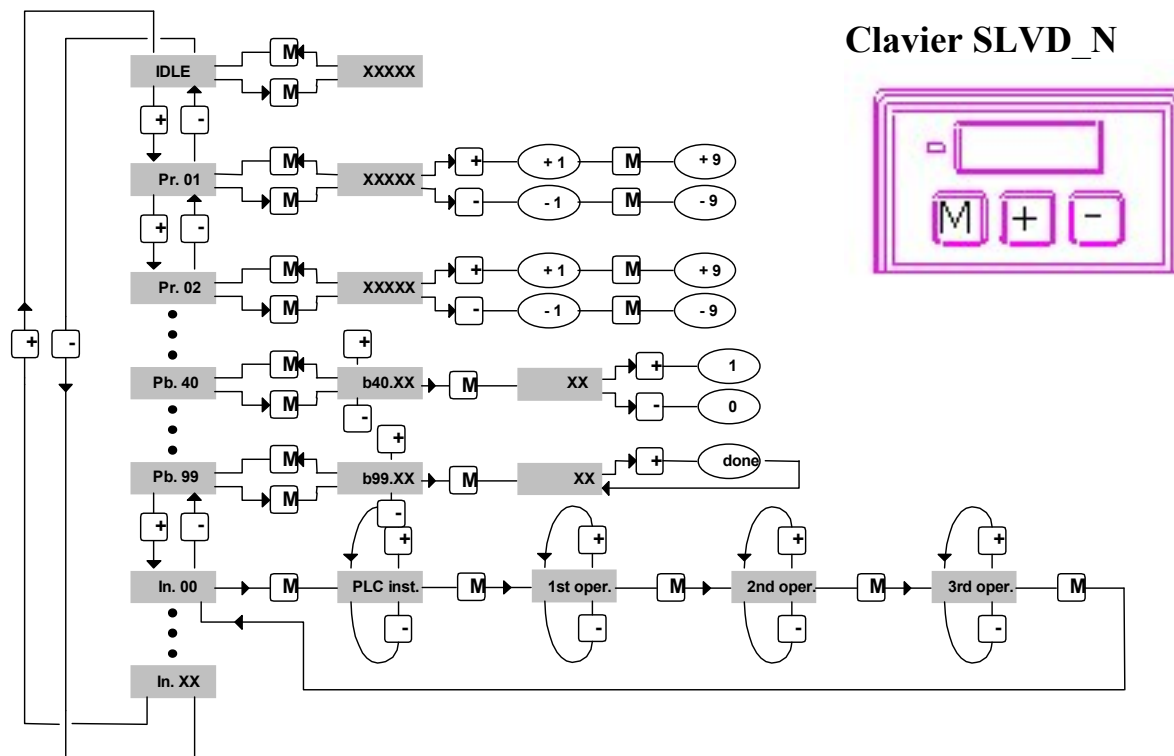 Clavier SLVD_N
M
IDLE XXXXX
M
+ -
-
M + 1 M + 9
Pr. 01 XXXXX
M - - 1 M - 9
M + -
+ -
M + + 1 M + 9
Pr. 02 XXXXX
M - - 1 M - 9
+ - +
M + 1
Pb. 40 b40.XX M XX
M - - 0
+
M + done
Pb. 99 b99.XX M XX
M
-
+ - + + + +
In. 00 M PLC inst. M 1st oper. M 2nd oper. M 3rd oper. M
- - - -
In. XX